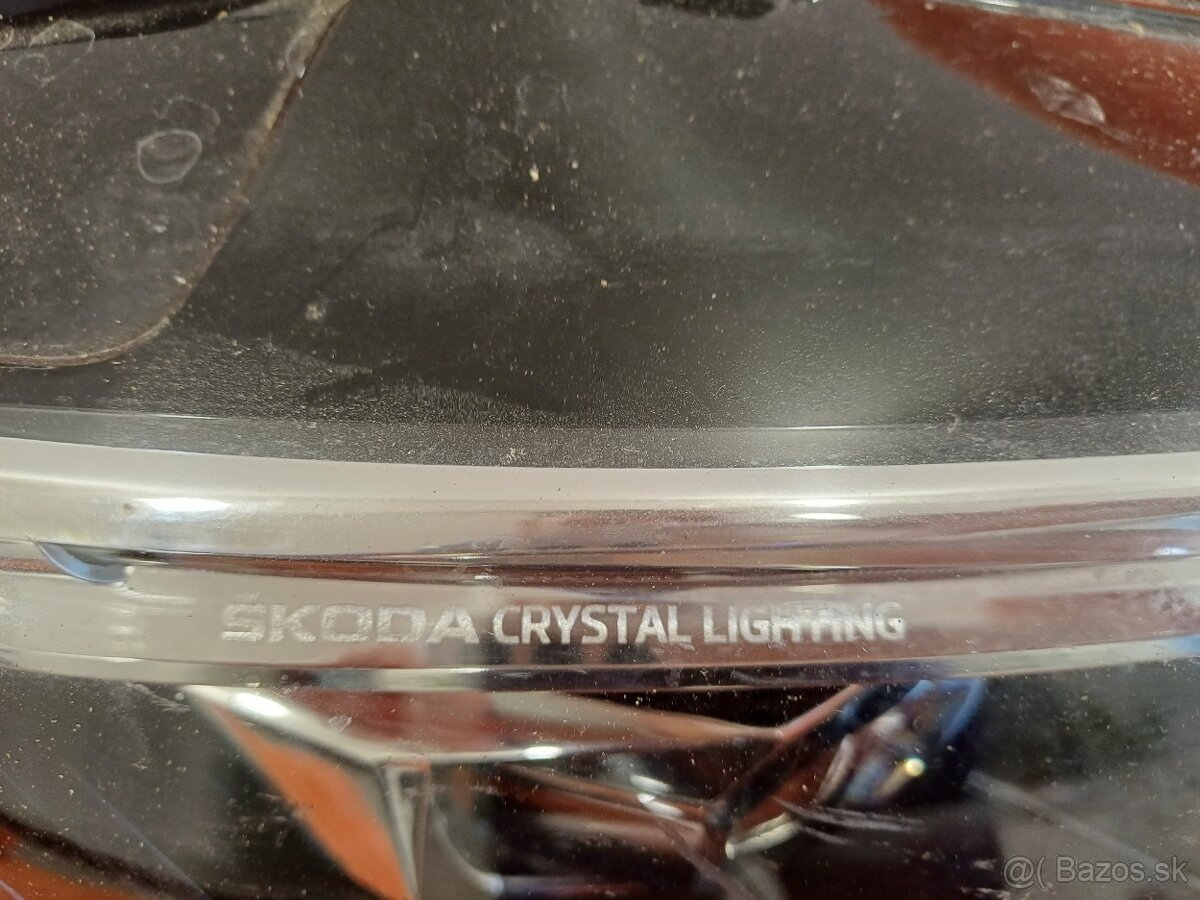 ŠKODA CRYSTAL LIGHTING
@( Bazos.sk